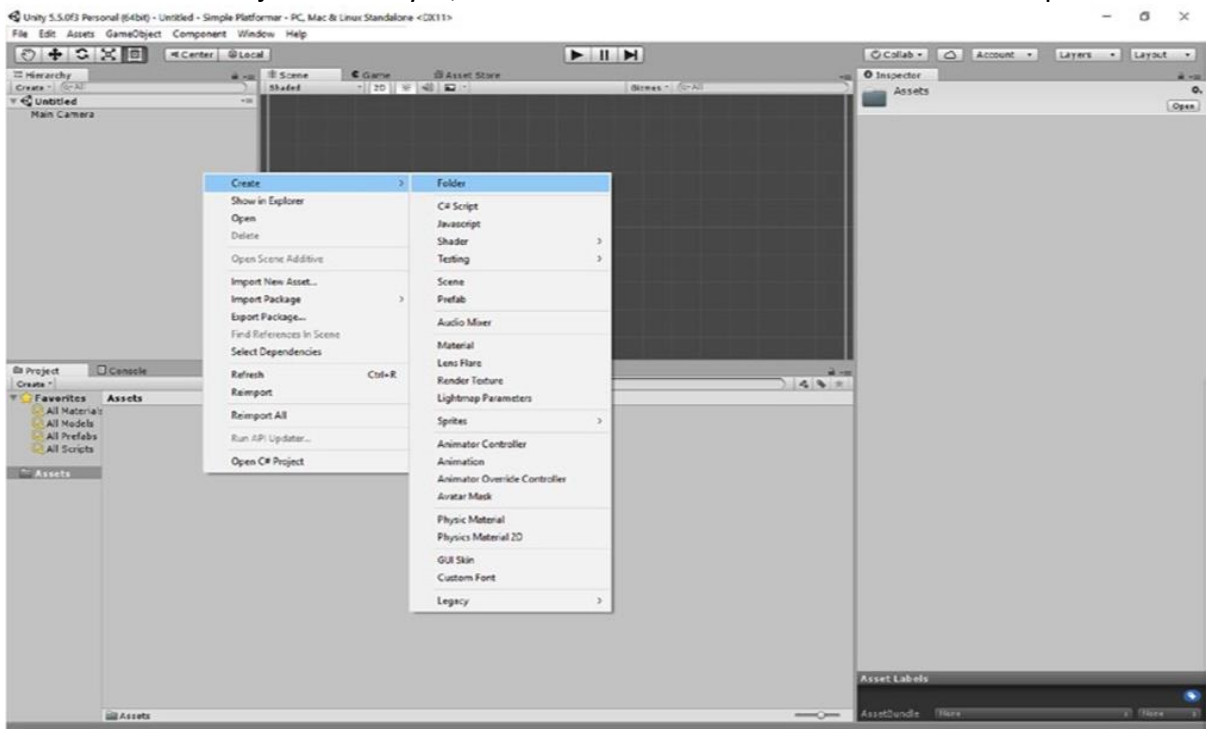 Unity 5.5.0f3 Personal (64bit) - Untitled - Simple Platformer - PC, Mac & Linux Standalone <DX11>
File Edit Assets GameObject Component Window Help
Center Local Collab Account Layers Layout
Hierarchy Scene Game Asset Store Inspector
Create All Shaded 2D Gizmos All Assets
Untitled Open
Main Camera
Create
Show in Explorer
Open
Delete
Open Scene Additive
Import New Asset...
Import Package
Export Package...
Find References In Scene
Select Dependencies
Refresh Ctrl+R
Reimport
Reimport All
Run API Updater...
Open C# Project
Folder
C# Script
Javascript
Shader
Testing
Scene
Prefab
Audio Mixer
Material
Lens Flare
Render Texture
Lightmap Parameters
Sprites
Animator Controller
Animation
Animator Override Controller
Avatar Mask
Physic Material
Physics Material 2D
GUI Skin
Custom Font
Legacy
Project Console
Create
Favorites Assets
All Materials
All Models
All Prefabs
All Scripts
Assets
Assets
Asset Labels
AssetBundle None None